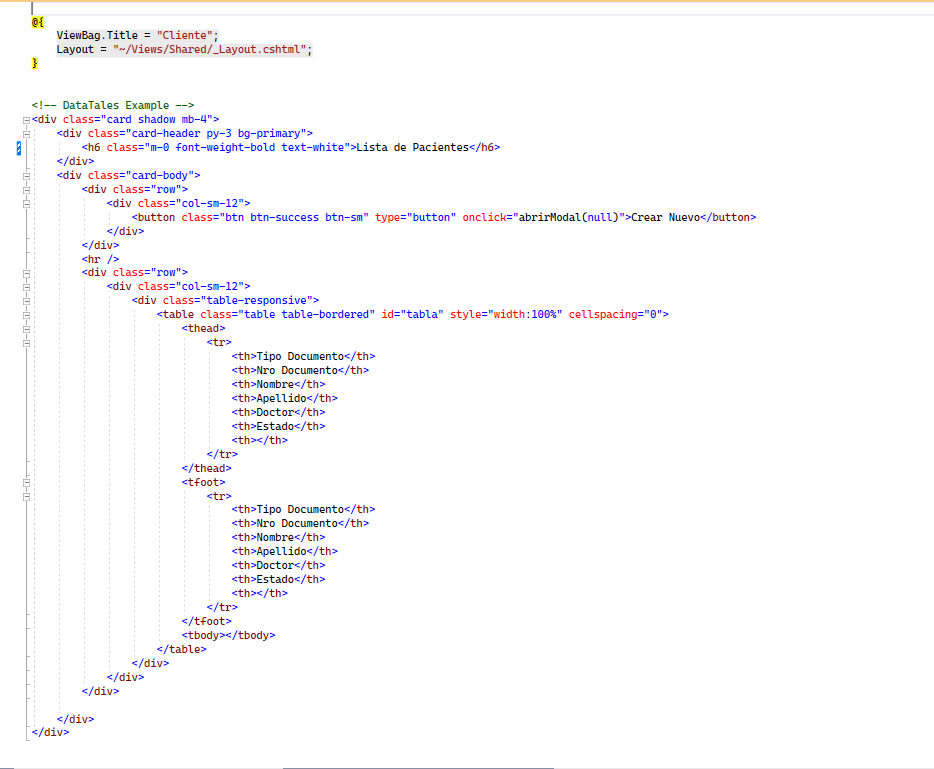 @{
    ViewBag.Title = "Cliente";
    Layout = "~/Views/Shared/_Layout.cshtml";
}
<!-- DataTales Example -->
<div class="card shadow mb-4">
    <div class="card-header py-3 bg-primary">
        <h6 class="m-0 font-weight-bold text-white">Lista de Pacientes</h6>
    </div>
    <div class="card-body">
        <div class="row">
            <div class="col-sm-12">
                <button class="btn btn-success btn-sm" type="button" onclick="abrirModal(null)">Crear Nuevo</button>
            </div>
        </div>
        <hr />
        <div class="row">
            <div class="col-sm-12">
                <div class="table-responsive">
                    <table class="table table-bordered" id="tabla" style="width:100%" cellspacing="0">
                        <thead>
                            <tr>
                                <th>Tipo Documento</th>
                                <th>Nro Documento</th>
                                <th>Nombre</th>
                                <th>Apellido</th>
                                <th>Doctor</th>
                                <th>Estado</th>
                                <th></th>
                            </tr>
                        </thead>
                        <tfoot>
                            <tr>
                                <th>Tipo Documento</th>
                                <th>Nro Documento</th>
                                <th>Nombre</th>
                                <th>Apellido</th>
                                <th>Doctor</th>
                                <th>Estado</th>
                                <th></th>
                            </tr>
                        </tfoot>
                        <tbody></tbody>
                    </table>
                </div>
            </div>
        </div>
    </div>
</div>